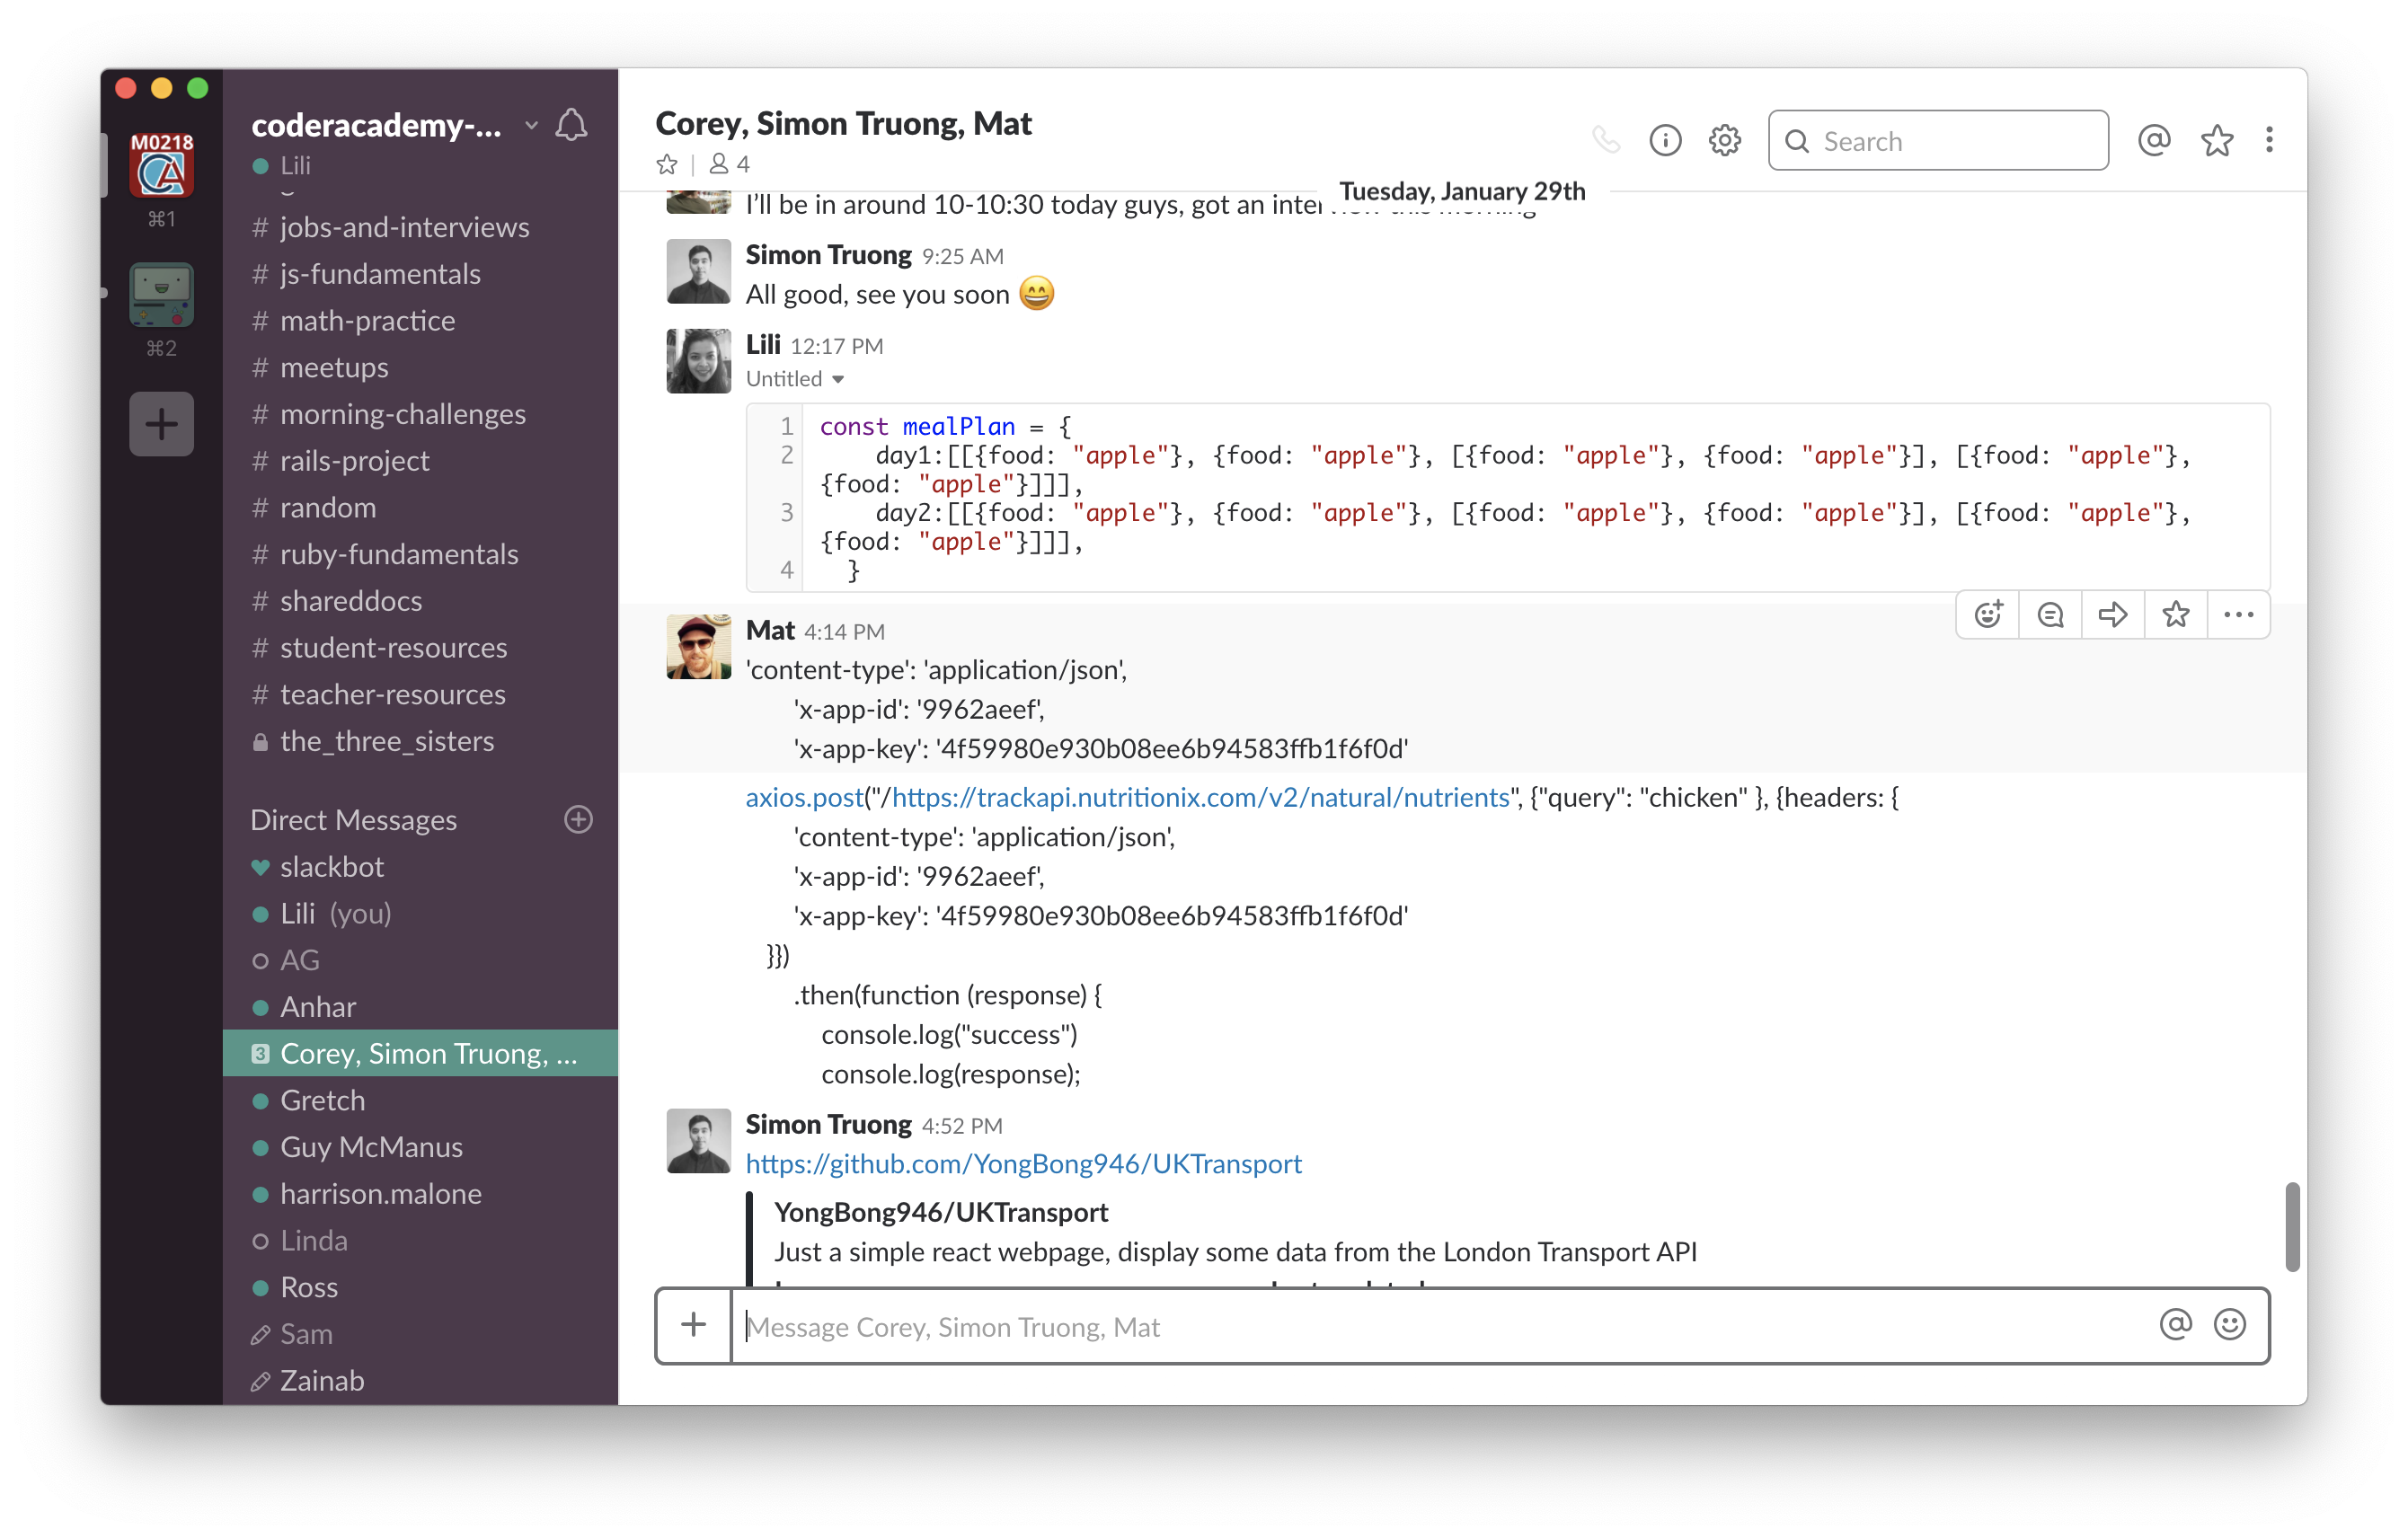 M0218
CA
⌘1
⌘2
coderacademy-...
Lili
# jobs-and-interviews
# js-fundamentals
# math-practice
# meetups
# morning-challenges
# rails-project
# random
# ruby-fundamentals
# shareddocs
# student-resources
# teacher-resources
the_three_sisters
Direct Messages
slackbot
Lili (you)
AG
Anhar
3 Corey, Simon Truong, ...
Gretch
Guy McManus
harrison.malone
Linda
Ross
Sam
Zainab
Corey, Simon Truong, Mat
4
Search
Tuesday, January 29th
I'll be in around 10-10:30 today guys, got an interview this morning
Simon Truong 9:25 AM
All good, see you soon
Lili 12:17 PM
Untitled
1 const mealPlan = {
2 day1:[[{food: "apple"}, {food: "apple"}, [{food: "apple"}, {food: "apple"}], [{food: "apple"},
{food: "apple"}]]],
3 day2:[[{food: "apple"}, {food: "apple"}, [{food: "apple"}, {food: "apple"}], [{food: "apple"},
{food: "apple"}]]],
4 }
Mat 4:14 PM
'content-type': 'application/json',
'x-app-id': '9962aeef',
'x-app-key': '4f59980e930b08ee6b94583ffb1f6f0d'
axios.post("/https://trackapi.nutritionix.com/v2/natural/nutrients", {"query": "chicken" }, {headers: {
'content-type': 'application/json',
'x-app-id': '9962aeef',
'x-app-key': '4f59980e930b08ee6b94583ffb1f6f0d'
}})
.then(function (response) {
console.log("success")
console.log(response);
Simon Truong 4:52 PM
https://github.com/YongBong946/UKTransport
YongBong946/UKTransport
Just a simple react webpage, display some data from the London Transport API
Message Corey, Simon Truong, Mat